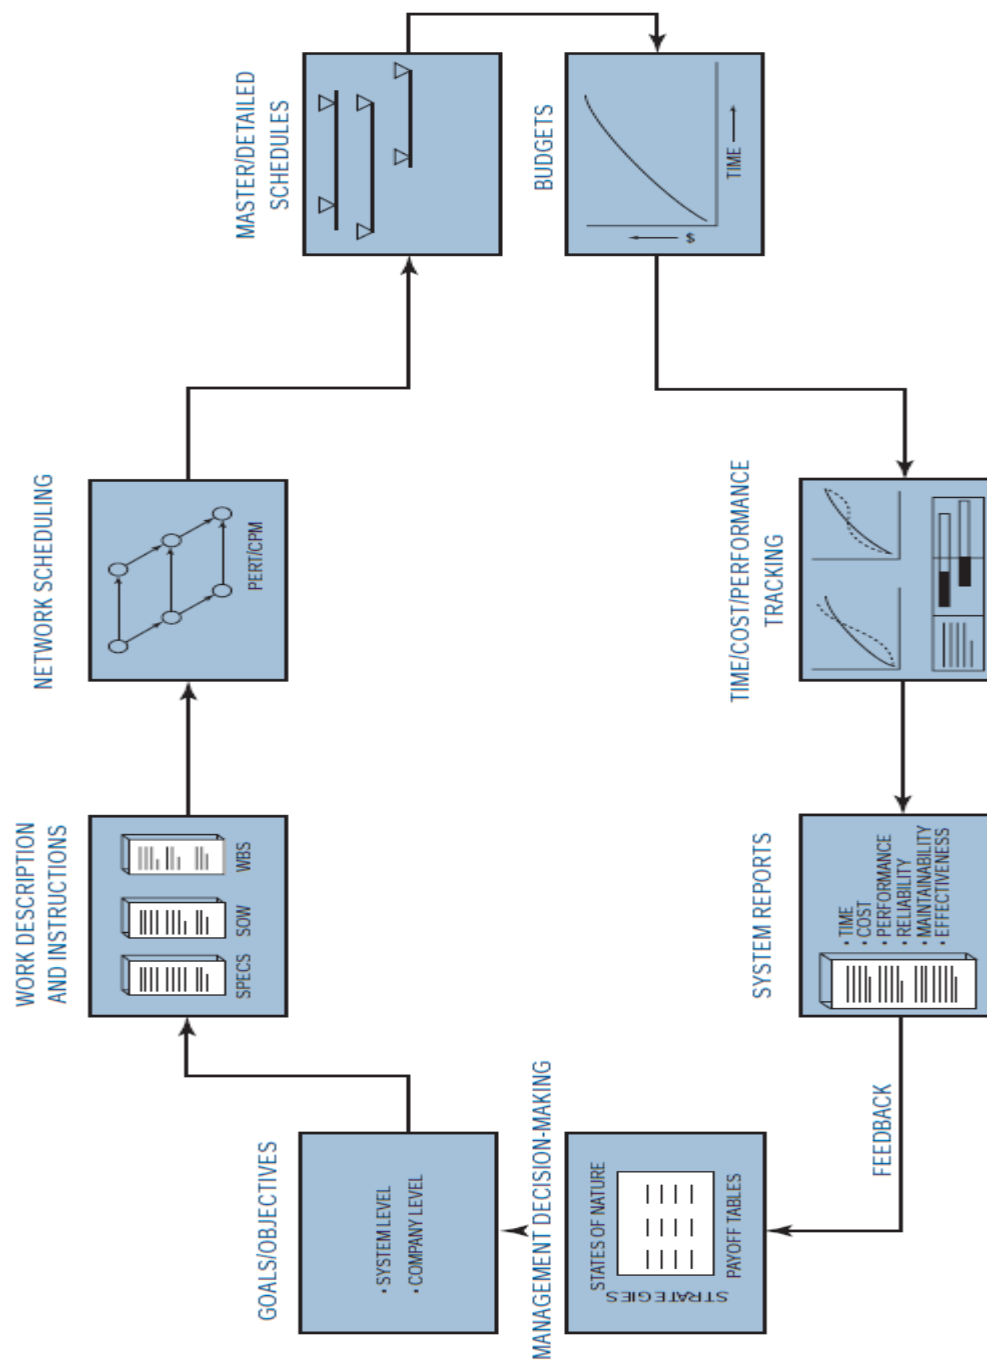 GOALS/OBJECTIVES
• SYSTEM LEVEL
• COMPANY LEVEL
WORK DESCRIPTION
AND INSTRUCTIONS
SPECS
SOW
WBS
NETWORK SCHEDULING
PERT/CPM
MASTER/DETAILED
SCHEDULES
BUDGETS
$
TIME
TIME/COST/PERFORMANCE
TRACKING
SYSTEM REPORTS
• TIME
• COST
• PERFORMANCE
• RELIABILITY
• MAINTAINABILITY
• EFFECTIVENESS
FEEDBACK
MANAGEMENT DECISION-MAKING
STATES OF NATURE
STRATEGIES
PAYOFF TABLES